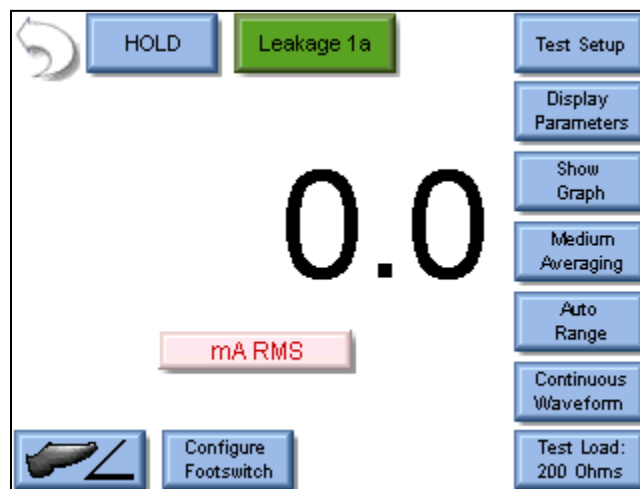 HOLD
Leakage 1a
Test Setup
Display
Parameters
Show
Graph
0.0
Medium
Averaging
Auto
Range
mA RMS
Continuous
Waveform
Configure
Footswitch
Test Load:
200 Ohms